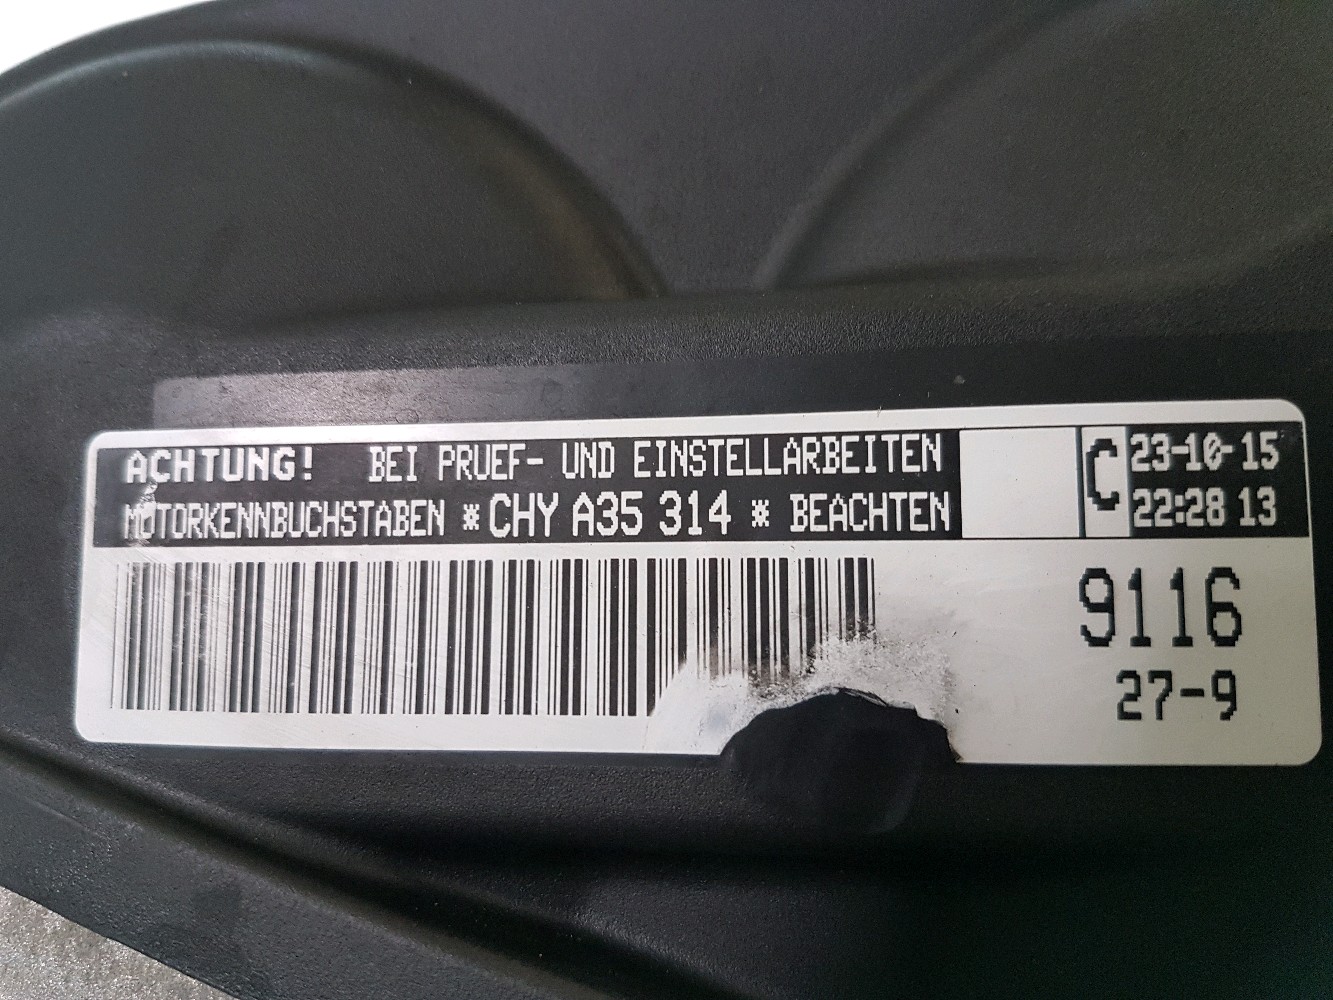 ACHTUNG! BEI PRUEF- UND EINSTELLARBEITEN
MOTORKENNBUCHSTABEN *CHY A35 314 * BEACHTEN
C
23-10-15
22:28 13
9116
27-9